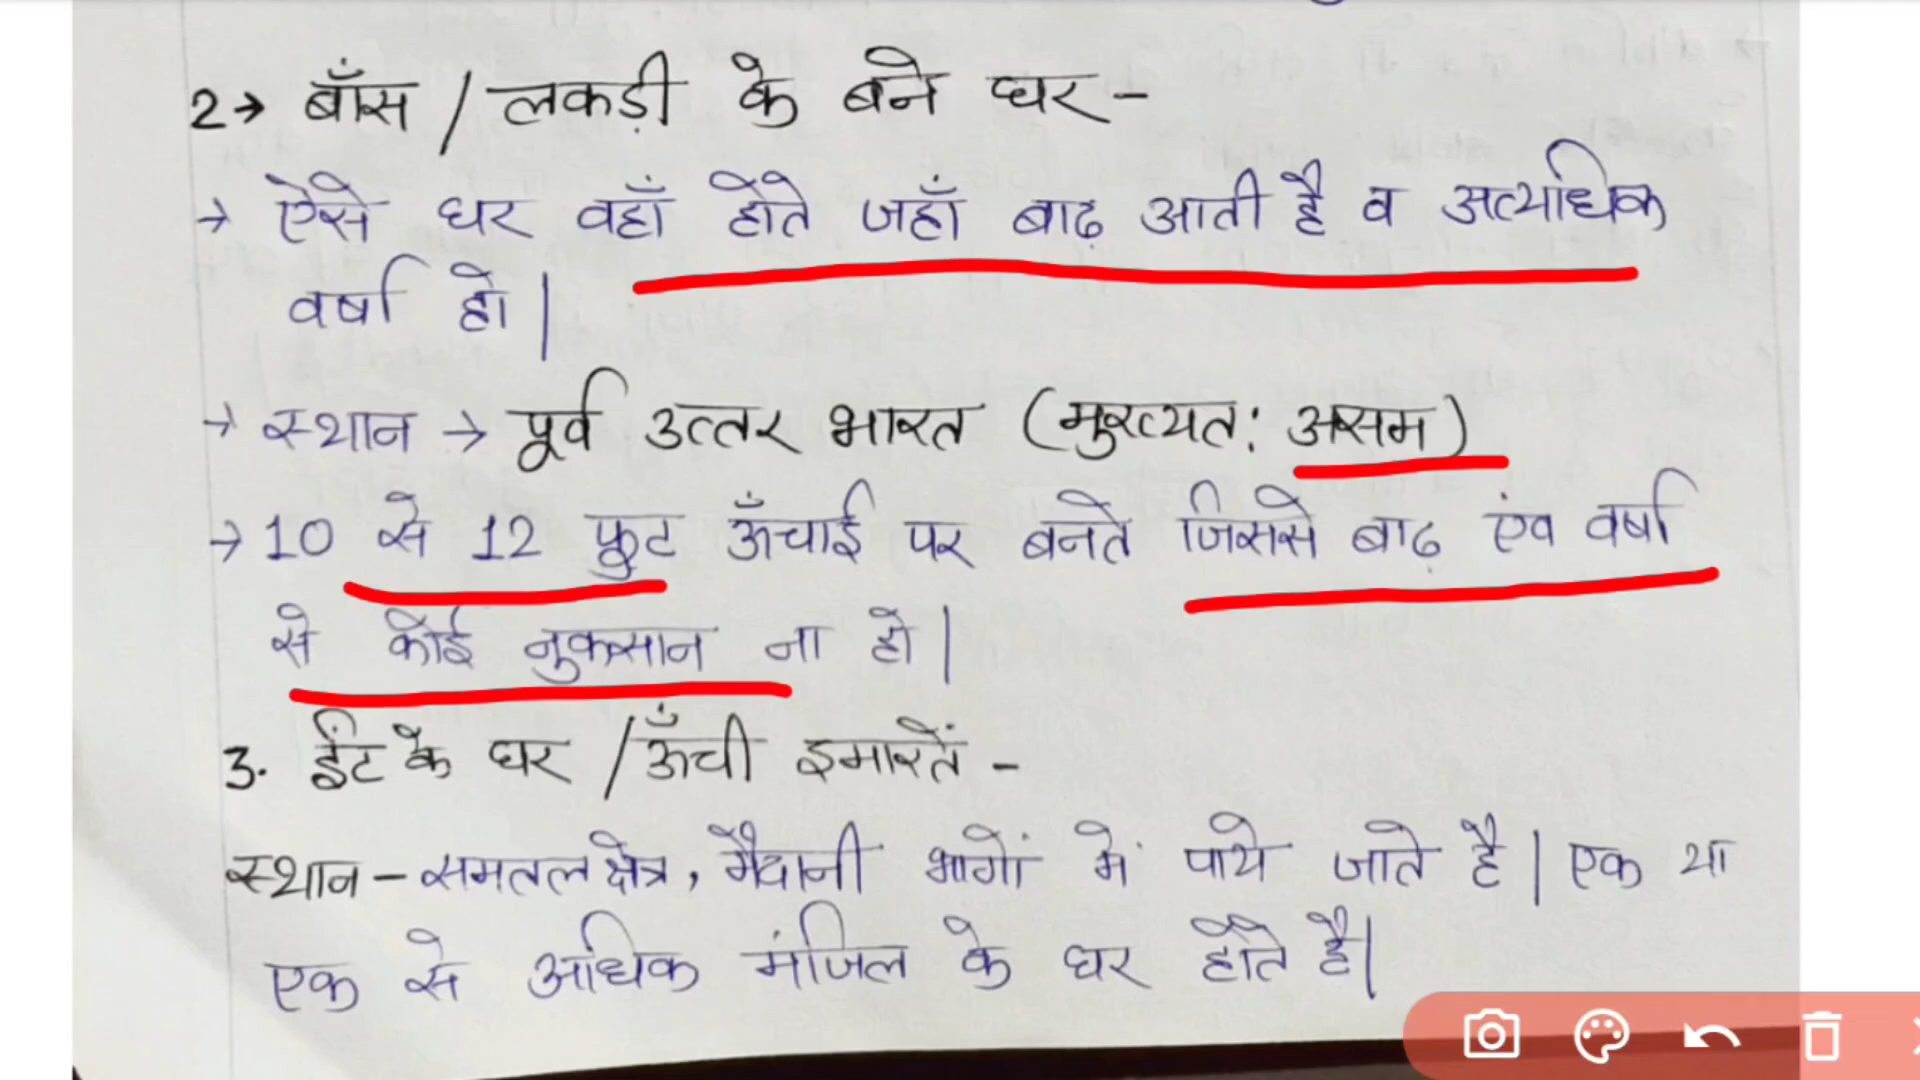 2→ बाँस / लकड़ी के बने घर -
→ ऐसे घर वहाँ होते जहाँ बाढ़ आती है व अत्यधिक
वर्षा हो |
→ स्थान → पूर्व उत्तर भारत (मुख्यत: असम)
→ 10 से 12 फुट ऊँचाई पर बनते जिससे बाढ़ एंव वर्षा
से कोई नुकसान ना हो |
3. ईंट के घर / ऊँची इमारतें -
स्थान - समतल क्षेत्र, मैदानी भागों में पाये जाते है | एक या
एक से अधिक मंजिल के घर होते है|